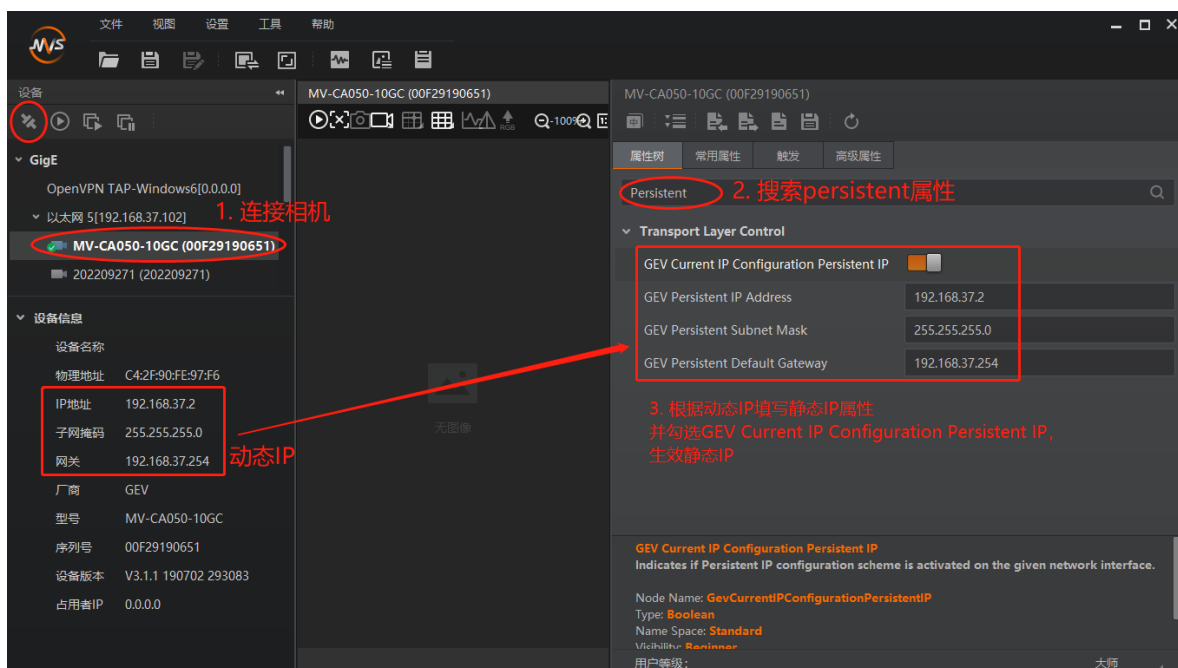 MVS
文件 视图 设置 工具 帮助
设备
MV-CA050-10GC (00F29190651)
MV-CA050-10GC (00F29190651)
RGB
-100%
属性树 常用属性 触发 高级属性
GigE
OpenVPN TAP-Windows6[0.0.0.0]
以太网 5[192.168.37.102]
1. 连接相机
MV-CA050-10GC (00F29190651)
202209271 (202209271)
Persistent
2. 搜索persistent属性
Transport Layer Control
GEV Current IP Configuration Persistent IP
GEV Persistent IP Address 192.168.37.2
GEV Persistent Subnet Mask 255.255.255.0
GEV Persistent Default Gateway 192.168.37.254
设备信息
设备名称
物理地址 C4:2F:90:FE:97:F6
IP地址 192.168.37.2
子网掩码 255.255.255.0
网关 192.168.37.254
动态IP
厂商 GEV
型号 MV-CA050-10GC
序列号 00F29190651
设备版本 V3.1.1 190702 293083
占用者IP 0.0.0.0
无图像
3. 根据动态IP填写静态IP属性
并勾选GEV Current IP Configuration Persistent IP,
生效静态IP
GEV Current IP Configuration Persistent IP
Indicates if Persistent IP configuration scheme is activated on the given network interface.
Node Name: GevCurrentIPConfigurationPersistentIP
Type: Boolean
Name Space: Standard
Visibility: Beginner
用户等级: 大师